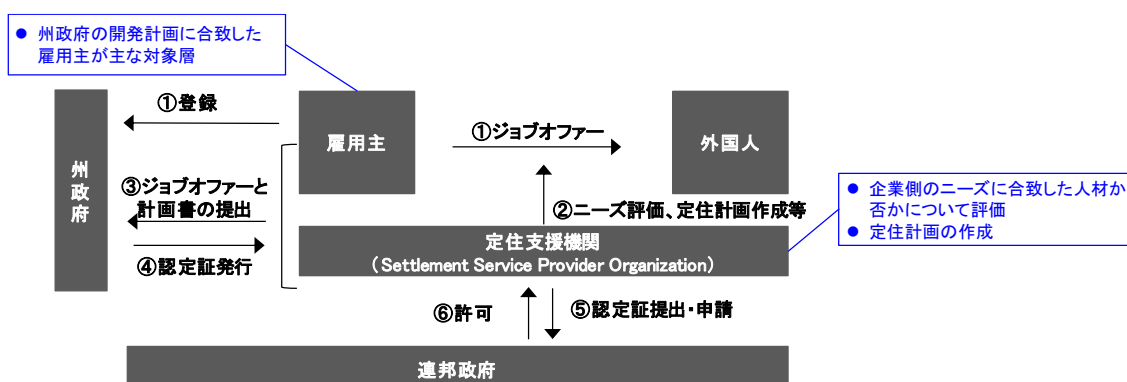 ● 州政府の開発計画に合致した
雇用主が主な対象層
①登録
雇用主
①ジョブオファー
外国人
州政府
③ジョブオファーと
計画書の提出
②ニーズ評価、定住計画作成等
● 企業側のニーズに合致した人材か
否かについて評価
● 定住計画の作成
定住支援機関
（Settlement Service Provider Organization）
④認定証発行
⑥許可
⑤認定証提出・申請
連邦政府